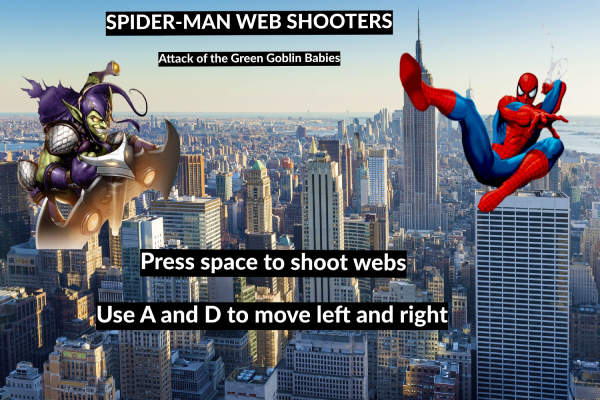 SPIDER-MAN WEB SHOOTERS
Attack of the Green Goblin Babies
Press space to shoot webs
Use A and D to move left and right